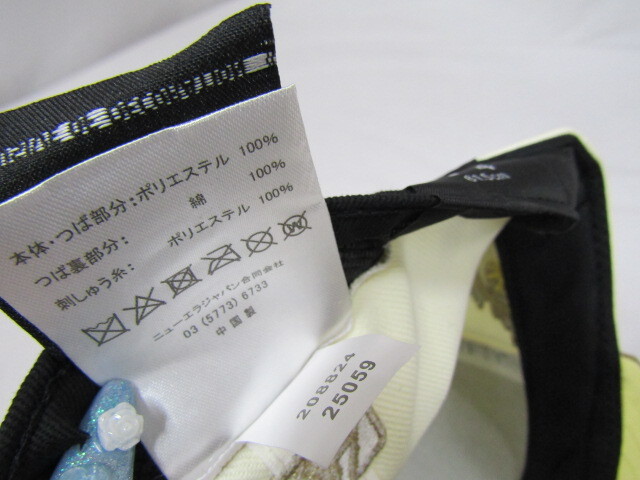 本体・つば部分:ポリエステル 100%
つば裏部分: 綿 100%
刺しゅう糸: ポリエステル 100%
ニューエラジャパン合同会社
03 (5773) 6733
中国製
208824
25059
61.5cm